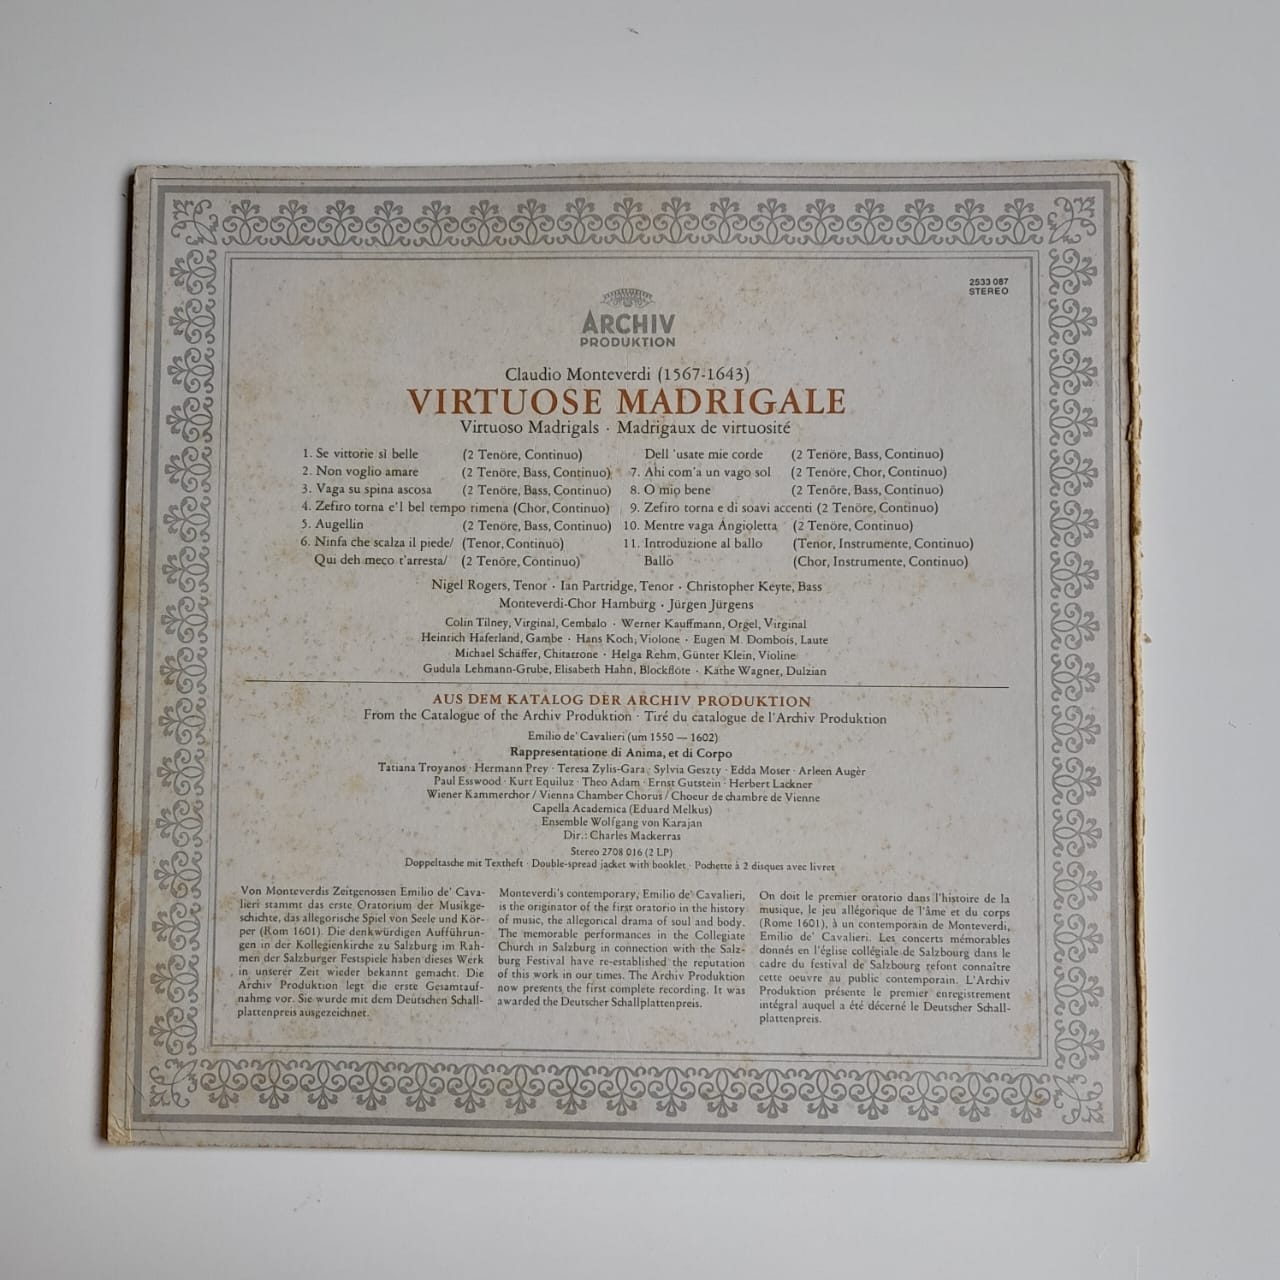 2533 087
STEREO
ARCHIV
PRODUKTION
Claudio Monteverdi (1567-1643)
VIRTUOSE MADRIGALE
Virtuoso Madrigals · Madrigaux de virtuosité
1. Se vittorie sì belle (2 Tenöre, Continuo)
2. Non voglio amare (2 Tenöre, Bass, Continuo)
3. Vaga su spina ascosa (2 Tenöre, Bass, Continuo)
4. Zefiro torna e'l bel tempo rimena (Chor, Continuo)
5. Augellin (2 Tenöre, Bass, Continuo)
6. Ninfa che scalza il piede/ (Tenor, Continuo)
Qui deh meco t'arresta/ (2 Tenöre, Continuo)
Dell 'usate mie corde (2 Tenöre, Bass, Continuo)
7. Ahi com'a un vago sol (2 Tenöre, Chor, Continuo)
8. O mio bene (2 Tenöre, Bass, Continuo)
9. Zefiro torna e di soavi accenti (2 Tenöre, Continuo)
10. Mentre vaga Angioletta (2 Tenöre, Continuo)
11. Introduzione al ballo (Tenor, Instrumente, Continuo)
Ballo (Chor, Instrumente, Continuo)
Nigel Rogers, Tenor · Ian Partridge, Tenor · Christopher Keyte, Bass
Monteverdi-Chor Hamburg · Jürgen Jürgens
Colin Tilney, Virginal, Cembalo · Werner Kauffmann, Orgel, Virginal
Heinrich Haferland, Gambe · Hans Koch, Violone · Eugen M. Dombois, Laute
Michael Schäffer, Chitarrone · Helga Rehm, Günter Klein, Violine
Gudula Lehmann-Grube, Elisabeth Hahn, Blockflöte · Käthe Wagner, Dulzian
AUS DEM KATALOG DER ARCHIV PRODUKTION
From the Catalogue of the Archiv Produktion · Tiré du catalogue de l'Archiv Produktion
Emilio de' Cavalieri (um 1550 — 1602)
Rappresentatione di Anima, et di Corpo
Tatiana Troyanos · Hermann Prey · Teresa Zylis-Gara · Sylvia Geszty · Edda Moser · Arleen Augèr
Paul Esswood · Kurt Equiluz · Theo Adam · Ernst Gutstein · Herbert Lackner
Wiener Kammerchor / Vienna Chamber Chorus / Choeur de chambre de Vienne
Capella Academica (Eduard Melkus)
Ensemble Wolfgang von Karajan
Dir.: Charles Mackerras
Stereo 2708 016 (2 LP)
Doppeltasche mit Textheft · Double-spread jacket with booklet · Pochette à 2 disques avec livret
Von Monteverdis Zeitgenossen Emilio de' Cava-
lieri stammt das erste Oratorium der Musikge-
schichte, das allegorische Spiel von Seele und Kör-
per (Rom 1601). Die denkwürdigen Aufführun-
gen in der Kollegienkirche zu Salzburg im Rah-
men der Salzburger Festspiele haben dieses Werk
in unserer Zeit wieder bekannt gemacht. Die
Archiv Produktion legt die erste Gesamtauf-
nahme vor. Sie wurde mit dem Deutschen Schall-
plattenpreis ausgezeichnet.
Monteverdi's contemporary, Emilio de' Cavalieri,
is the originator of the first oratorio in the history
of music, the allegorical drama of soul and body.
The memorable performances in the Collegiate
Church in Salzburg in connection with the Salz-
burg Festival have re-established the reputation
of this work in our times. The Archiv Produktion
now presents the first complete recording. It was
awarded the Deutscher Schallplattenpreis.
On doit le premier oratorio dans l'histoire de la
musique, le jeu allégorique de l'âme et du corps
(Rome 1601), à un contemporain de Monteverdi,
Emilio de' Cavalieri. Les concerts mémorables
donnés en l'église collégiale de Salzbourg dans le
cadre du festival de Salzbourg refont connaître
cette oeuvre au public contemporain. L'Archiv
Produktion présente le premier enregistrement
intégral auquel a été décerné le Deutscher Schall-
plattenpreis.